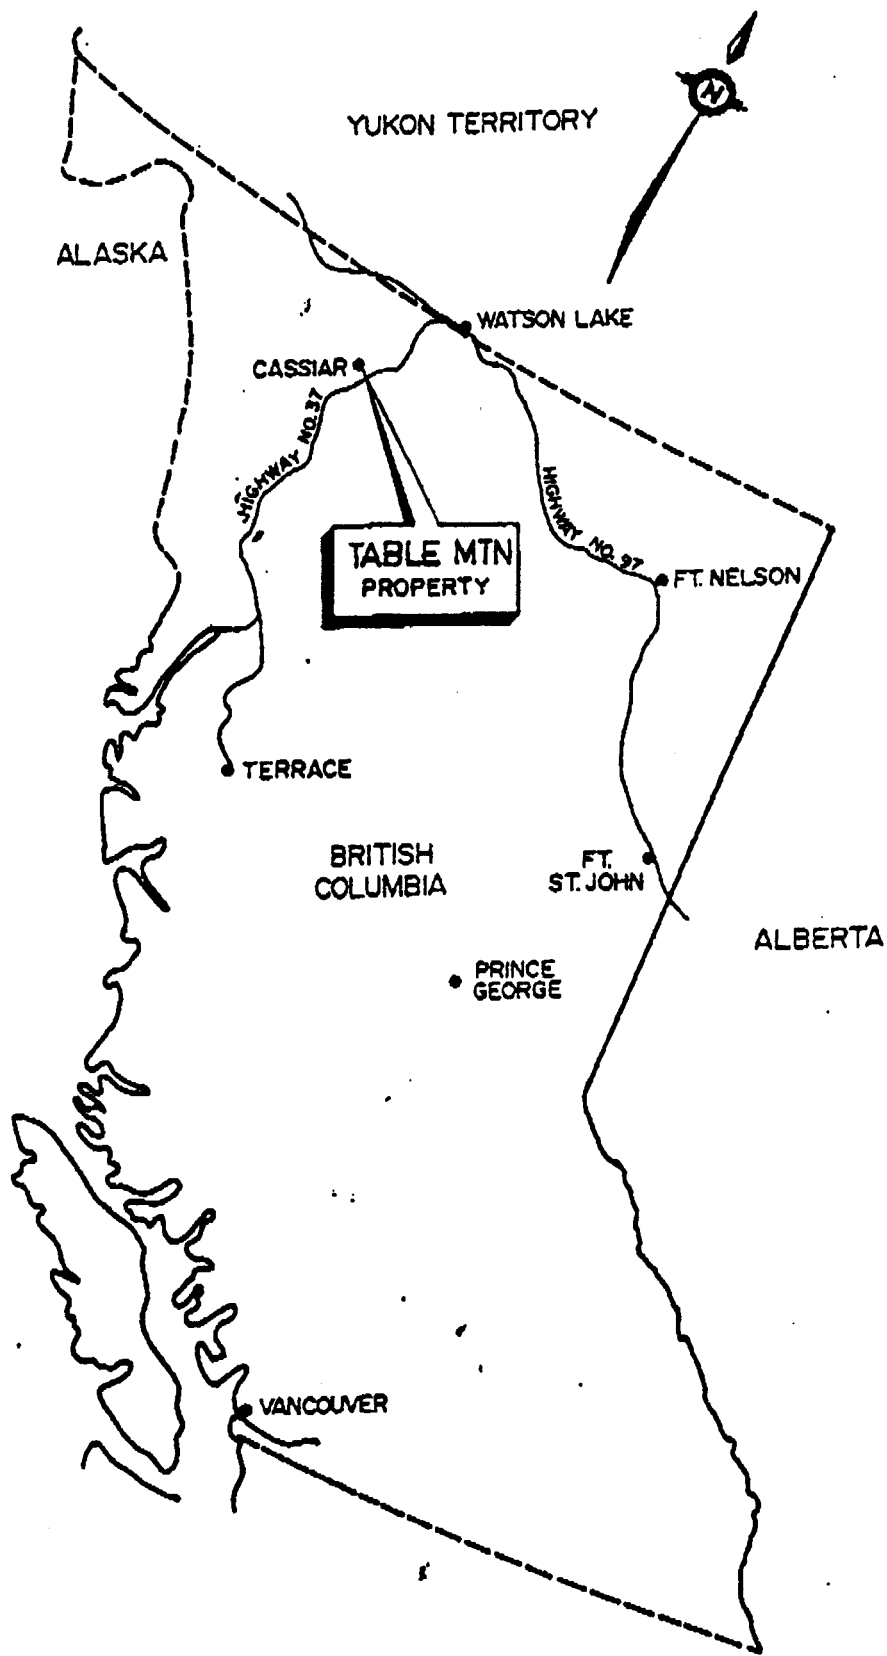 N
YUKON TERRITORY
ALASKA
WATSON LAKE
CASSIAR
HIGHWAY NO. 37
HIGHWAY NO. 97
TABLE MTN
PROPERTY
FT. NELSON
TERRACE
BRITISH
COLUMBIA
FT.
ST. JOHN
ALBERTA
PRINCE
GEORGE
VANCOUVER